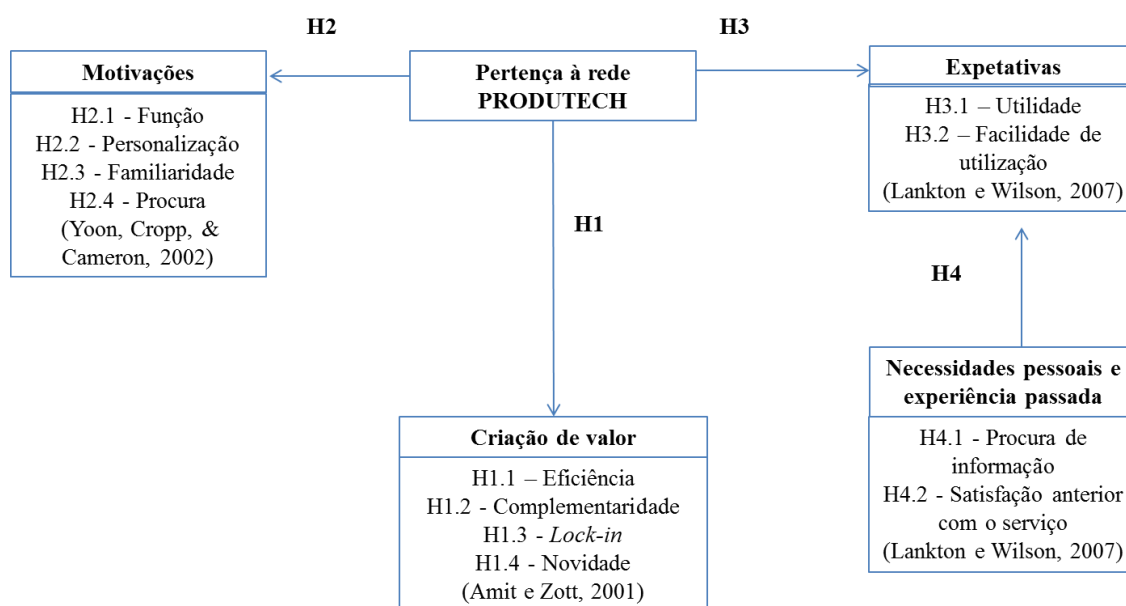 H2
H3
Motivações
H2.1 - Função
H2.2 - Personalização
H2.3 - Familiaridade
H2.4 - Procura
(Yoon, Cropp, &
Cameron, 2002)
Pertença à rede
PRODUTECH
Expetativas
H3.1 – Utilidade
H3.2 – Facilidade de
utilização
(Lankton e Wilson, 2007)
H1
H4
Necessidades pessoais e
experiência passada
H4.1 - Procura de
informação
H4.2 - Satisfação anterior
com o serviço
(Lankton e Wilson, 2007)
Criação de valor
H1.1 – Eficiência
H1.2 - Complementaridade
H1.3 - Lock-in
H1.4 - Novidade
(Amit e Zott, 2001)